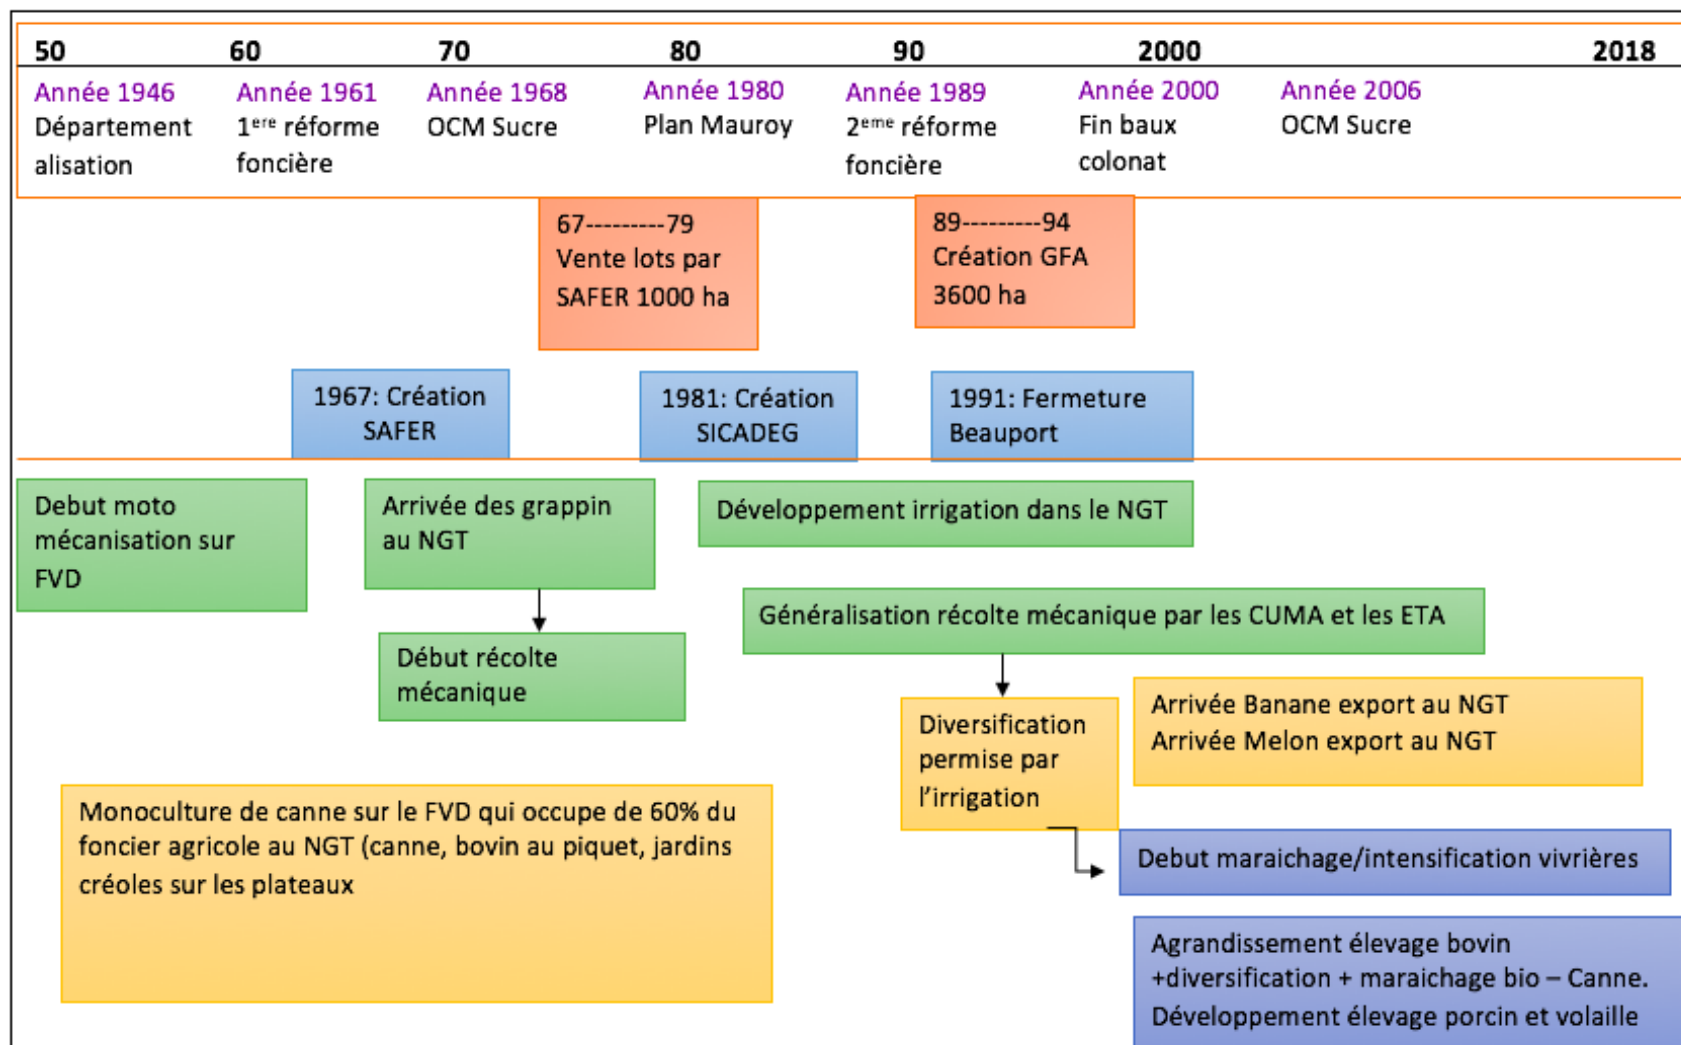 50 60 70 80 90 2000 2018
Année 1946
Département
alisation
Année 1961
1ere réforme
foncière
Année 1968
OCM Sucre
Année 1980
Plan Mauroy
Année 1989
2eme réforme
foncière
Année 2000
Fin baux
colonat
Année 2006
OCM Sucre
67---------79
Vente lots par
SAFER 1000 ha
89---------94
Création GFA
3600 ha
1967: Création
SAFER
1981: Création
SICADEG
1991: Fermeture
Beauport
Debut moto
mécanisation sur
FVD
Arrivée des grappin
au NGT
Développement irrigation dans le NGT
Généralisation récolte mécanique par les CUMA et les ETA
Début récolte
mécanique
Diversification
permise par
l’irrigation
Arrivée Banane export au NGT
Arrivée Melon export au NGT
Monoculture de canne sur le FVD qui occupe de 60% du
foncier agricole au NGT (canne, bovin au piquet, jardins
créoles sur les plateaux
Debut maraichage/intensification vivrières
Agrandissement élevage bovin
+diversification + maraichage bio – Canne.
Développement élevage porcin et volaille